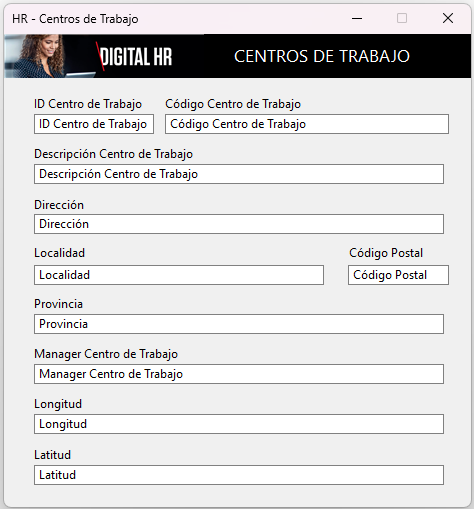 HR - Centros de Trabajo
DIGITAL HR
CENTROS DE TRABAJO
ID Centro de Trabajo Código Centro de Trabajo
ID Centro de Trabajo Código Centro de Trabajo
Descripción Centro de Trabajo
Descripción Centro de Trabajo
Dirección
Dirección
Localidad Código Postal
Localidad Código Postal
Provincia
Provincia
Manager Centro de Trabajo
Manager Centro de Trabajo
Longitud
Longitud
Latitud
Latitud